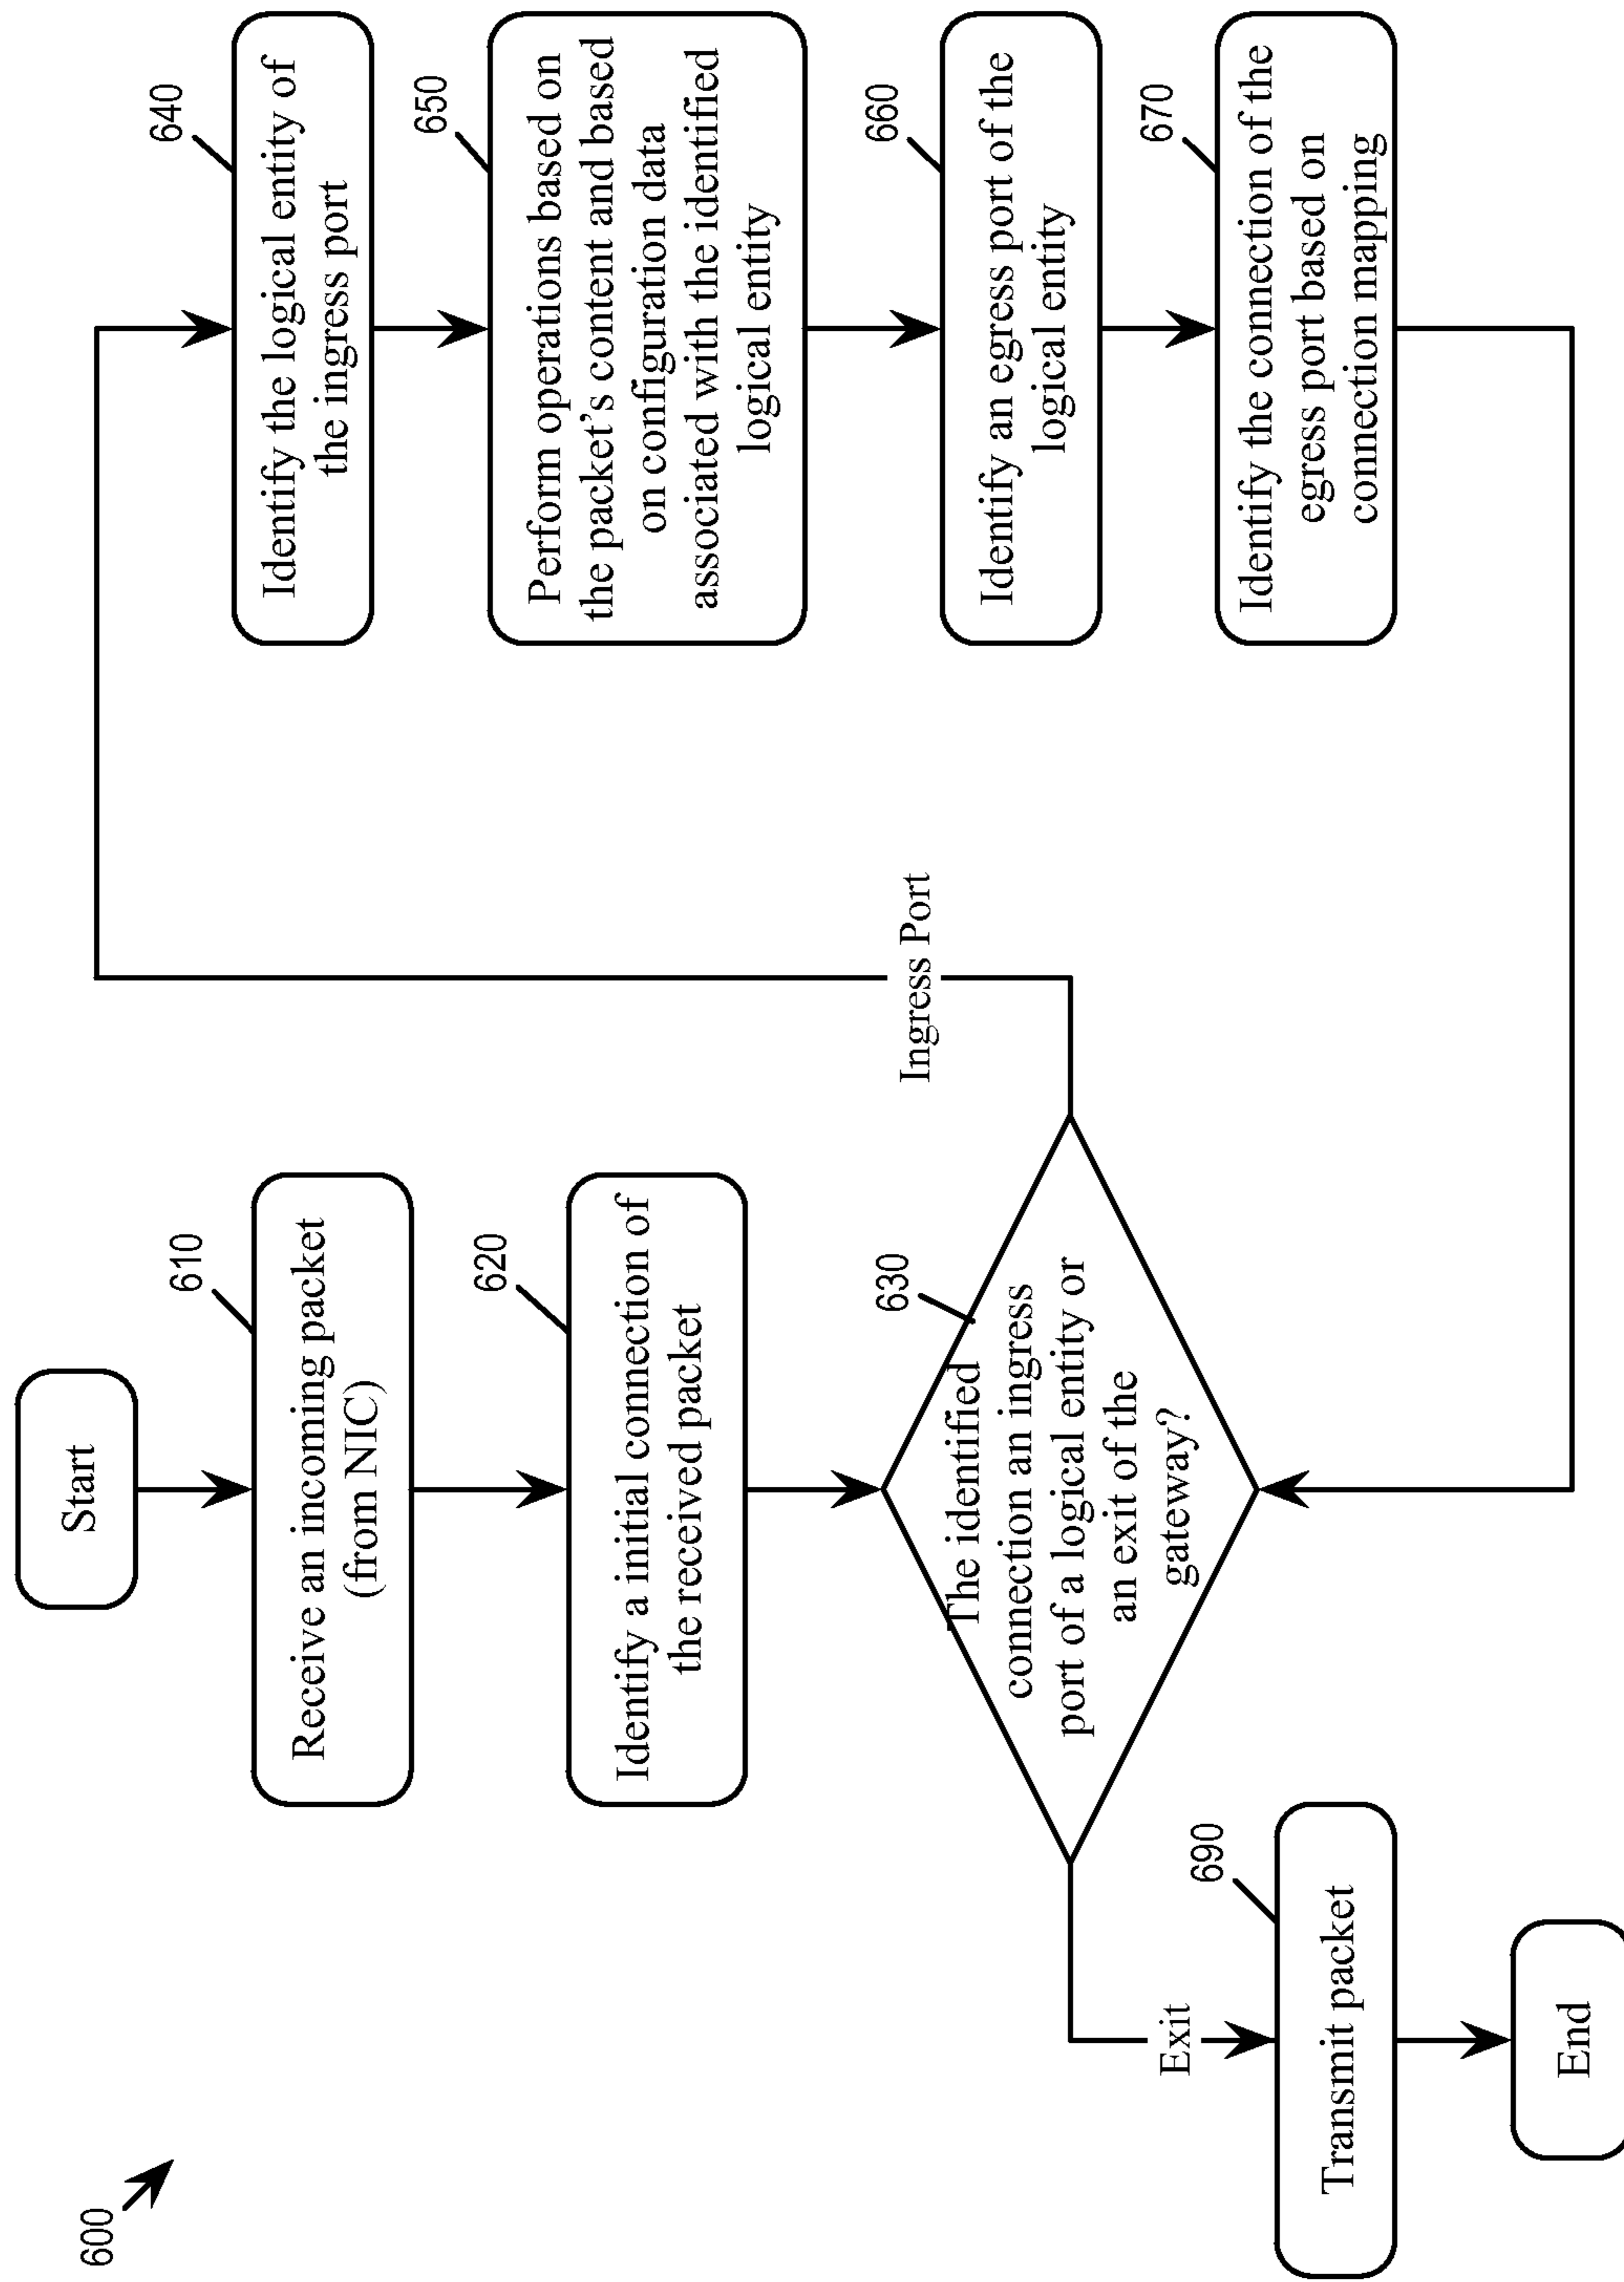 600
Start
610
Receive an incoming packet
(from NIC)
620
Identify a initial connection of
the received packet
630
The identified
connection an ingress
port of a logical entity or
an exit of the
gateway?
Exit
690
Transmit packet
End
Ingress Port
640
Identify the logical entity of
the ingress port
650
Perform operations based on
the packet's content and based
on configuration data
associated with the identified
logical entity
660
Identify an egress port of the
logical entity
670
Identify the connection of the
egress port based on
connection mapping